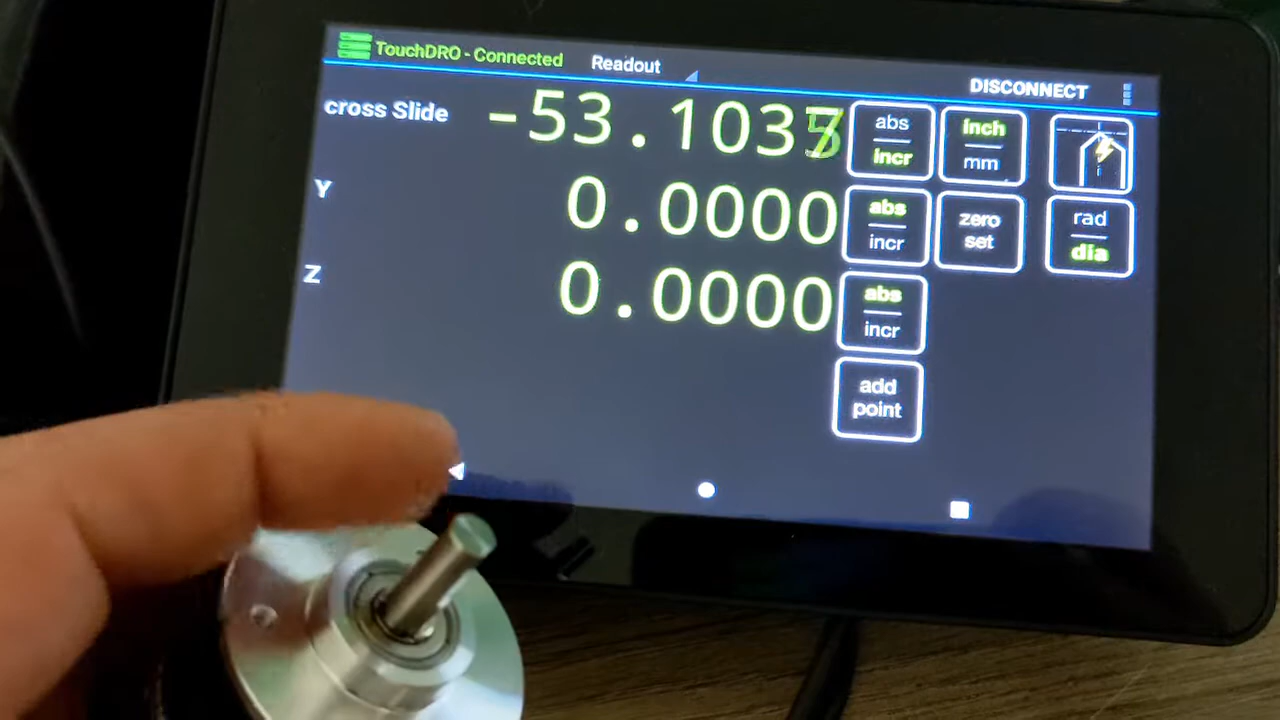 TouchDRO - Connected Readout DISCONNECT
cross Slide -53.103 abs incr inch mm
Y 0.0000 abs incr zero set rad dia
Z 0.0000 abs incr
add point